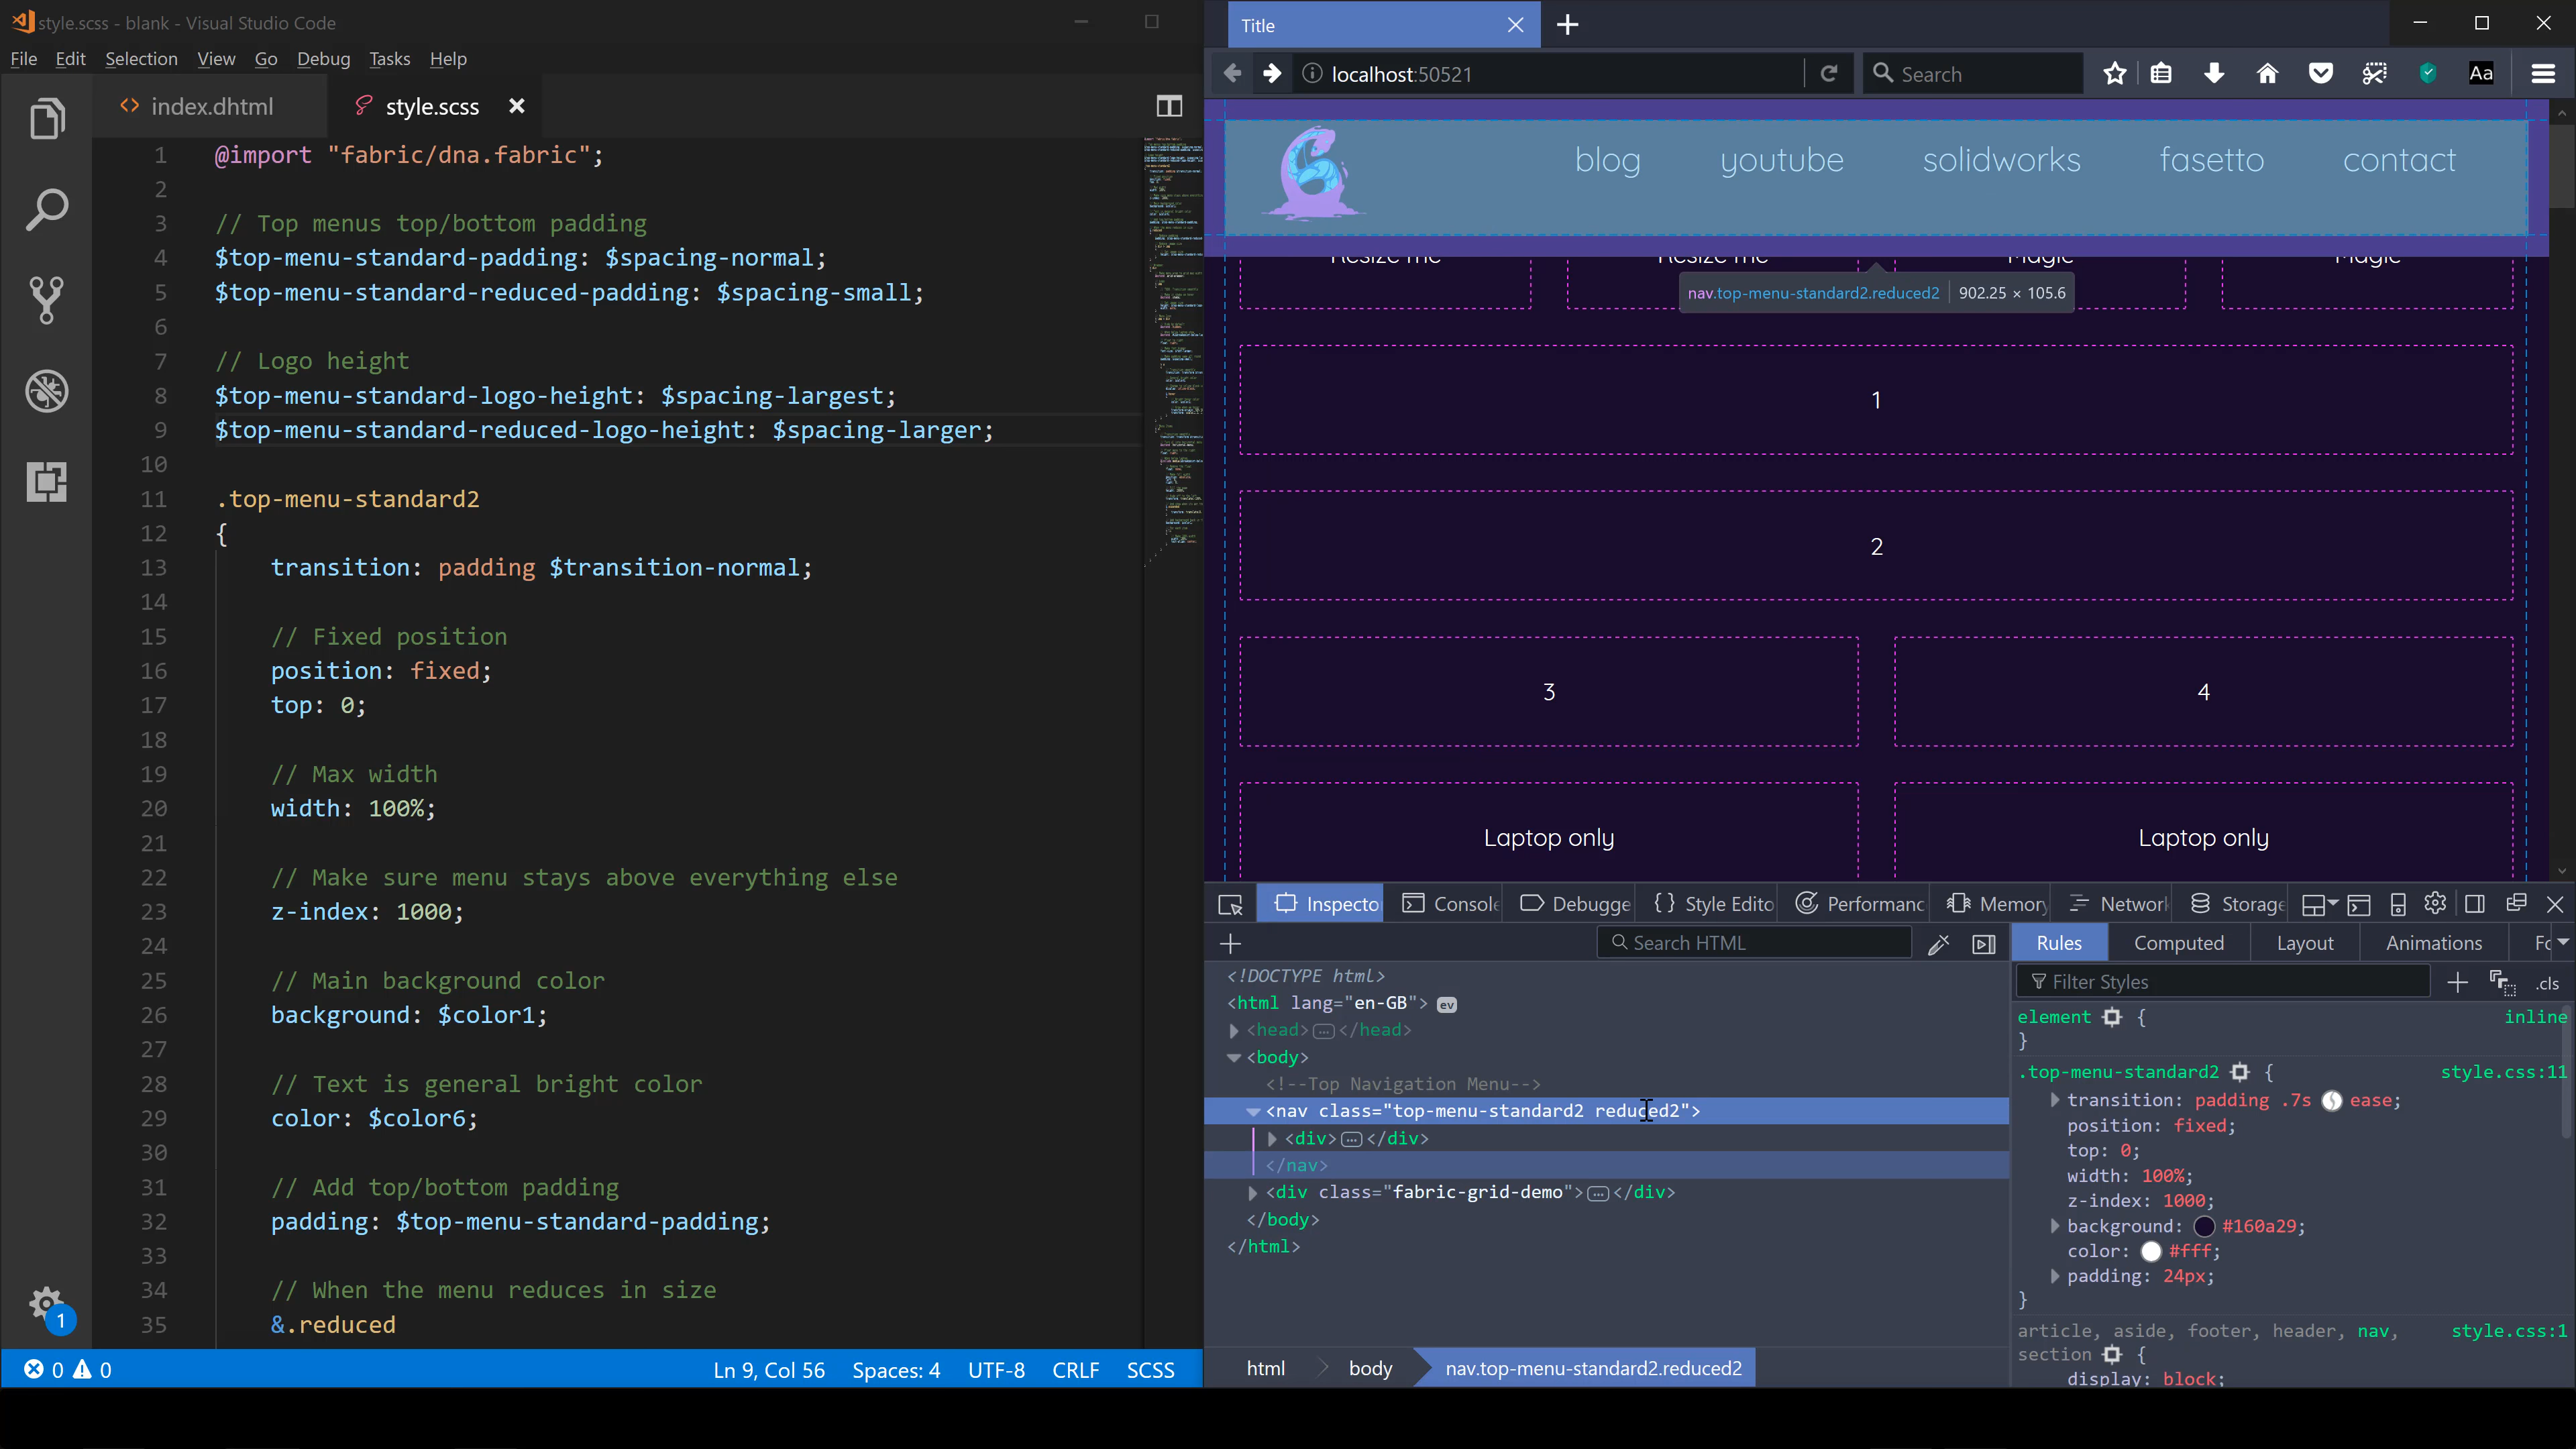 style.scss - blank - Visual Studio Code
File Edit Selection View Go Debug Tasks Help
index.dhtml
style.scss
1 @import "fabric/dna.fabric";
2
3 // Top menus top/bottom padding
4 $top-menu-standard-padding: $spacing-normal;
5 $top-menu-standard-reduced-padding: $spacing-small;
6
7 // Logo height
8 $top-menu-standard-logo-height: $spacing-largest;
9 $top-menu-standard-reduced-logo-height: $spacing-larger;
10
11 .top-menu-standard2
12 {
13 transition: padding $transition-normal;
14
15 // Fixed position
16 position: fixed;
17 top: 0;
18
19 // Max width
20 width: 100%;
21
22 // Make sure menu stays above everything else
23 z-index: 1000;
24
25 // Main background color
26 background: $color1;
27
28 // Text is general bright color
29 color: $color6;
30
31 // Add top/bottom padding
32 padding: $top-menu-standard-padding;
33
34 // When the menu reduces in size
35 &.reduced
1
0 0
Ln 9, Col 56 Spaces: 4 UTF-8 CRLF SCSS
Title
localhost:50521
Search
Aa
blog youtube solidworks fasetto contact
Resize me Resize me Magic Magic
nav.top-menu-standard2.reduced2 902.25 × 105.6
1
2
3 4
Laptop only Laptop only
Inspecto Console Debugge Style Edito Performanc Memory Network Storage
Search HTML
<!DOCTYPE html>
<html lang="en-GB"> ev
<head>…</head>
<body>
<!--Top Navigation Menu-->
<nav class="top-menu-standard2 reduced2">
<div>…</div>
</nav>
<div class="fabric-grid-demo">…</div>
</body>
</html>
html body nav.top-menu-standard2.reduced2
Rules Computed Layout Animations Fo
Filter Styles
.cls
element { inline
}
.top-menu-standard2 { style.css:11
transition: padding .7s ease;
position: fixed;
top: 0;
width: 100%;
z-index: 1000;
background: #160a29;
color: #fff;
padding: 24px;
}
article, aside, footer, header, nav, style.css:1
section {
display: block;